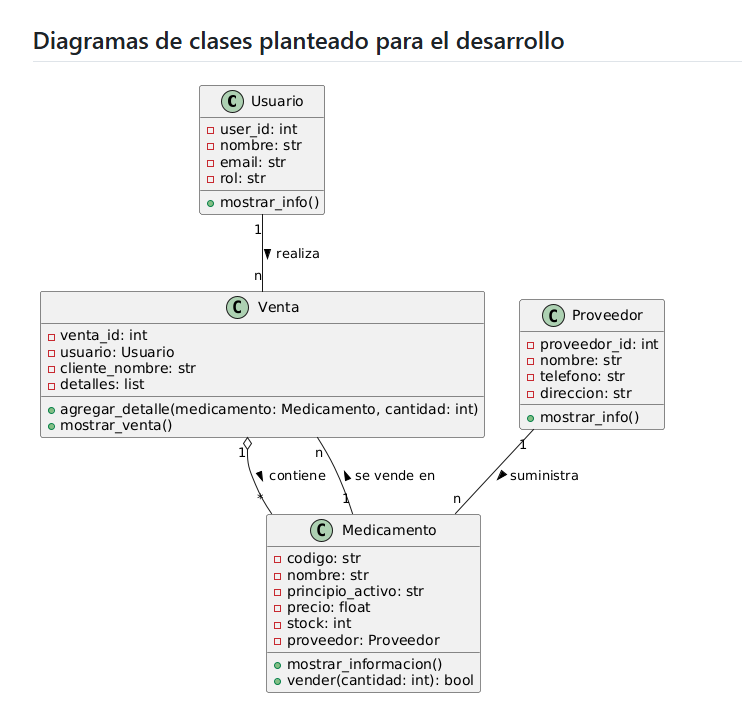 Diagramas de clases planteado para el desarrollo
C Usuario
user_id: int
nombre: str
email: str
rol: str
mostrar_info()
1
realiza
n
C Venta
venta_id: int
usuario: Usuario
cliente_nombre: str
detalles: list
agregar_detalle(medicamento: Medicamento, cantidad: int)
mostrar_venta()
C Proveedor
proveedor_id: int
nombre: str
telefono: str
direccion: str
mostrar_info()
1 n 1
contiene se vende en suministra
* 1 n
C Medicamento
codigo: str
nombre: str
principio_activo: str
precio: float
stock: int
proveedor: Proveedor
mostrar_informacion()
vender(cantidad: int): bool